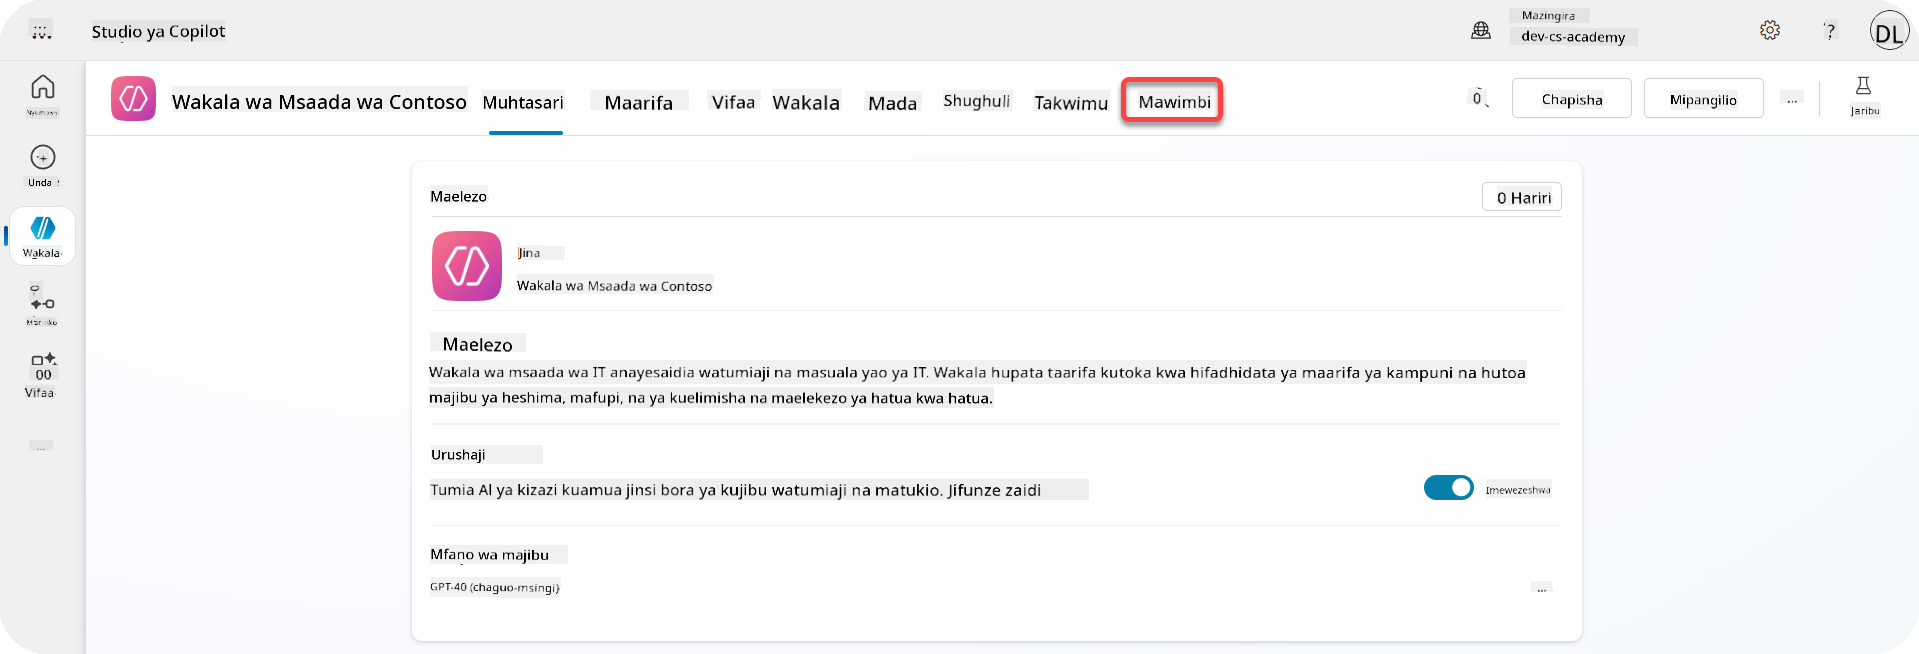 Studio ya Copilot
Mazingira
dev-cs-academy
?
DL
Wakala wa Msaada wa Contoso
Muhtasari
Maarifa
Vifaa
Wakala
Mada
Shughuli
Takwimu
Mawimbi
0
Chapisha
Mipangilio
...
Jaribu
Unda
Wakala
00
Vifaa
...
Maelezo
0 Hariri
Jina
Wakala wa Msaada wa Contoso
Maelezo
Wakala wa msaada wa IT anayesaidia watumiaji na masuala yao ya IT. Wakala hupata taarifa kutoka kwa hifadhidata ya maarifa ya kampuni na hutoa
majibu ya heshima, mafupi, na ya kuelimisha na maelekezo ya hatua kwa hatua.
Urushaji
Tumia AI ya kizazi kuamua jinsi bora ya kujibu watumiaji na matukio. Jifunze zaidi
Imewezeshwa
Mfano wa majibu
GPT-40 (chaguo-msingi)
...